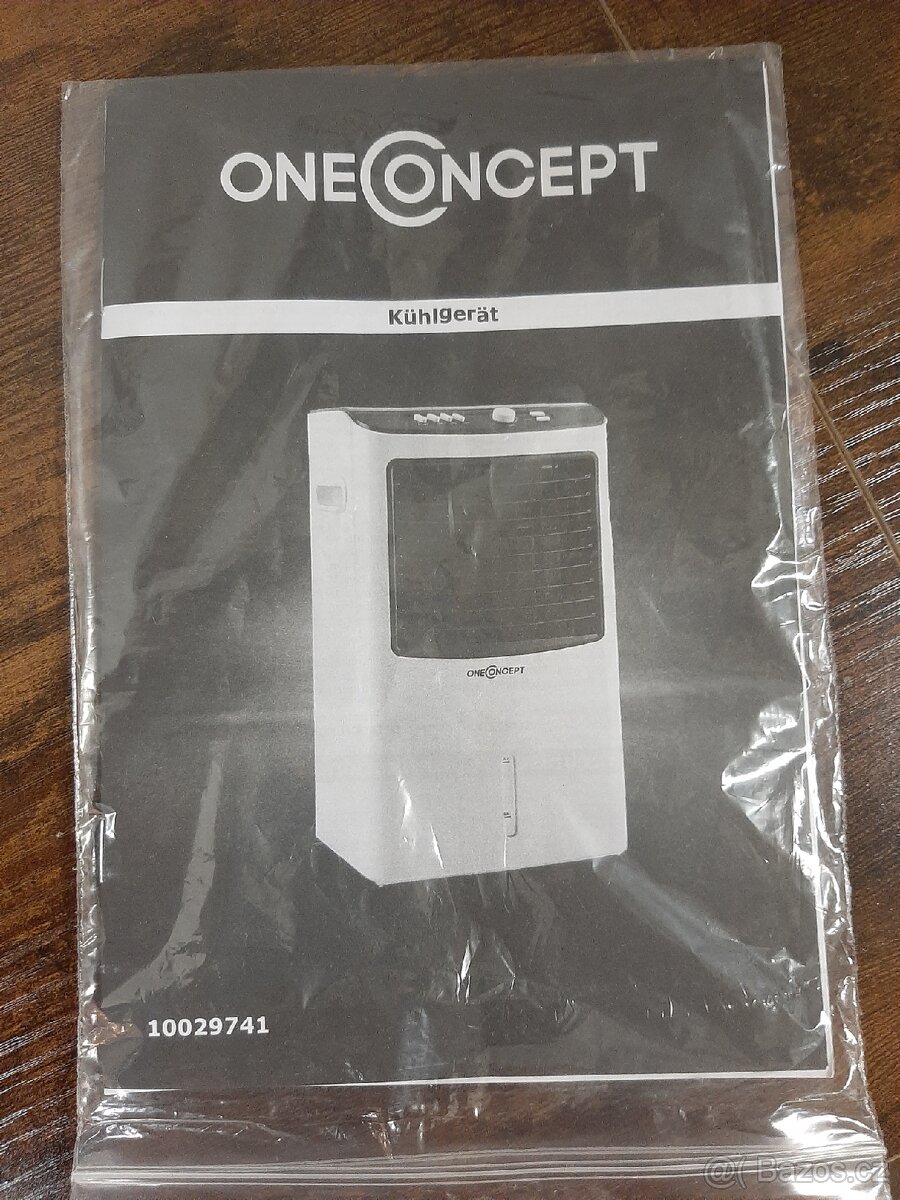 ONECONCEPT
Kühlgerät
ONECONCEPT
10029741
@( Bazos.cz